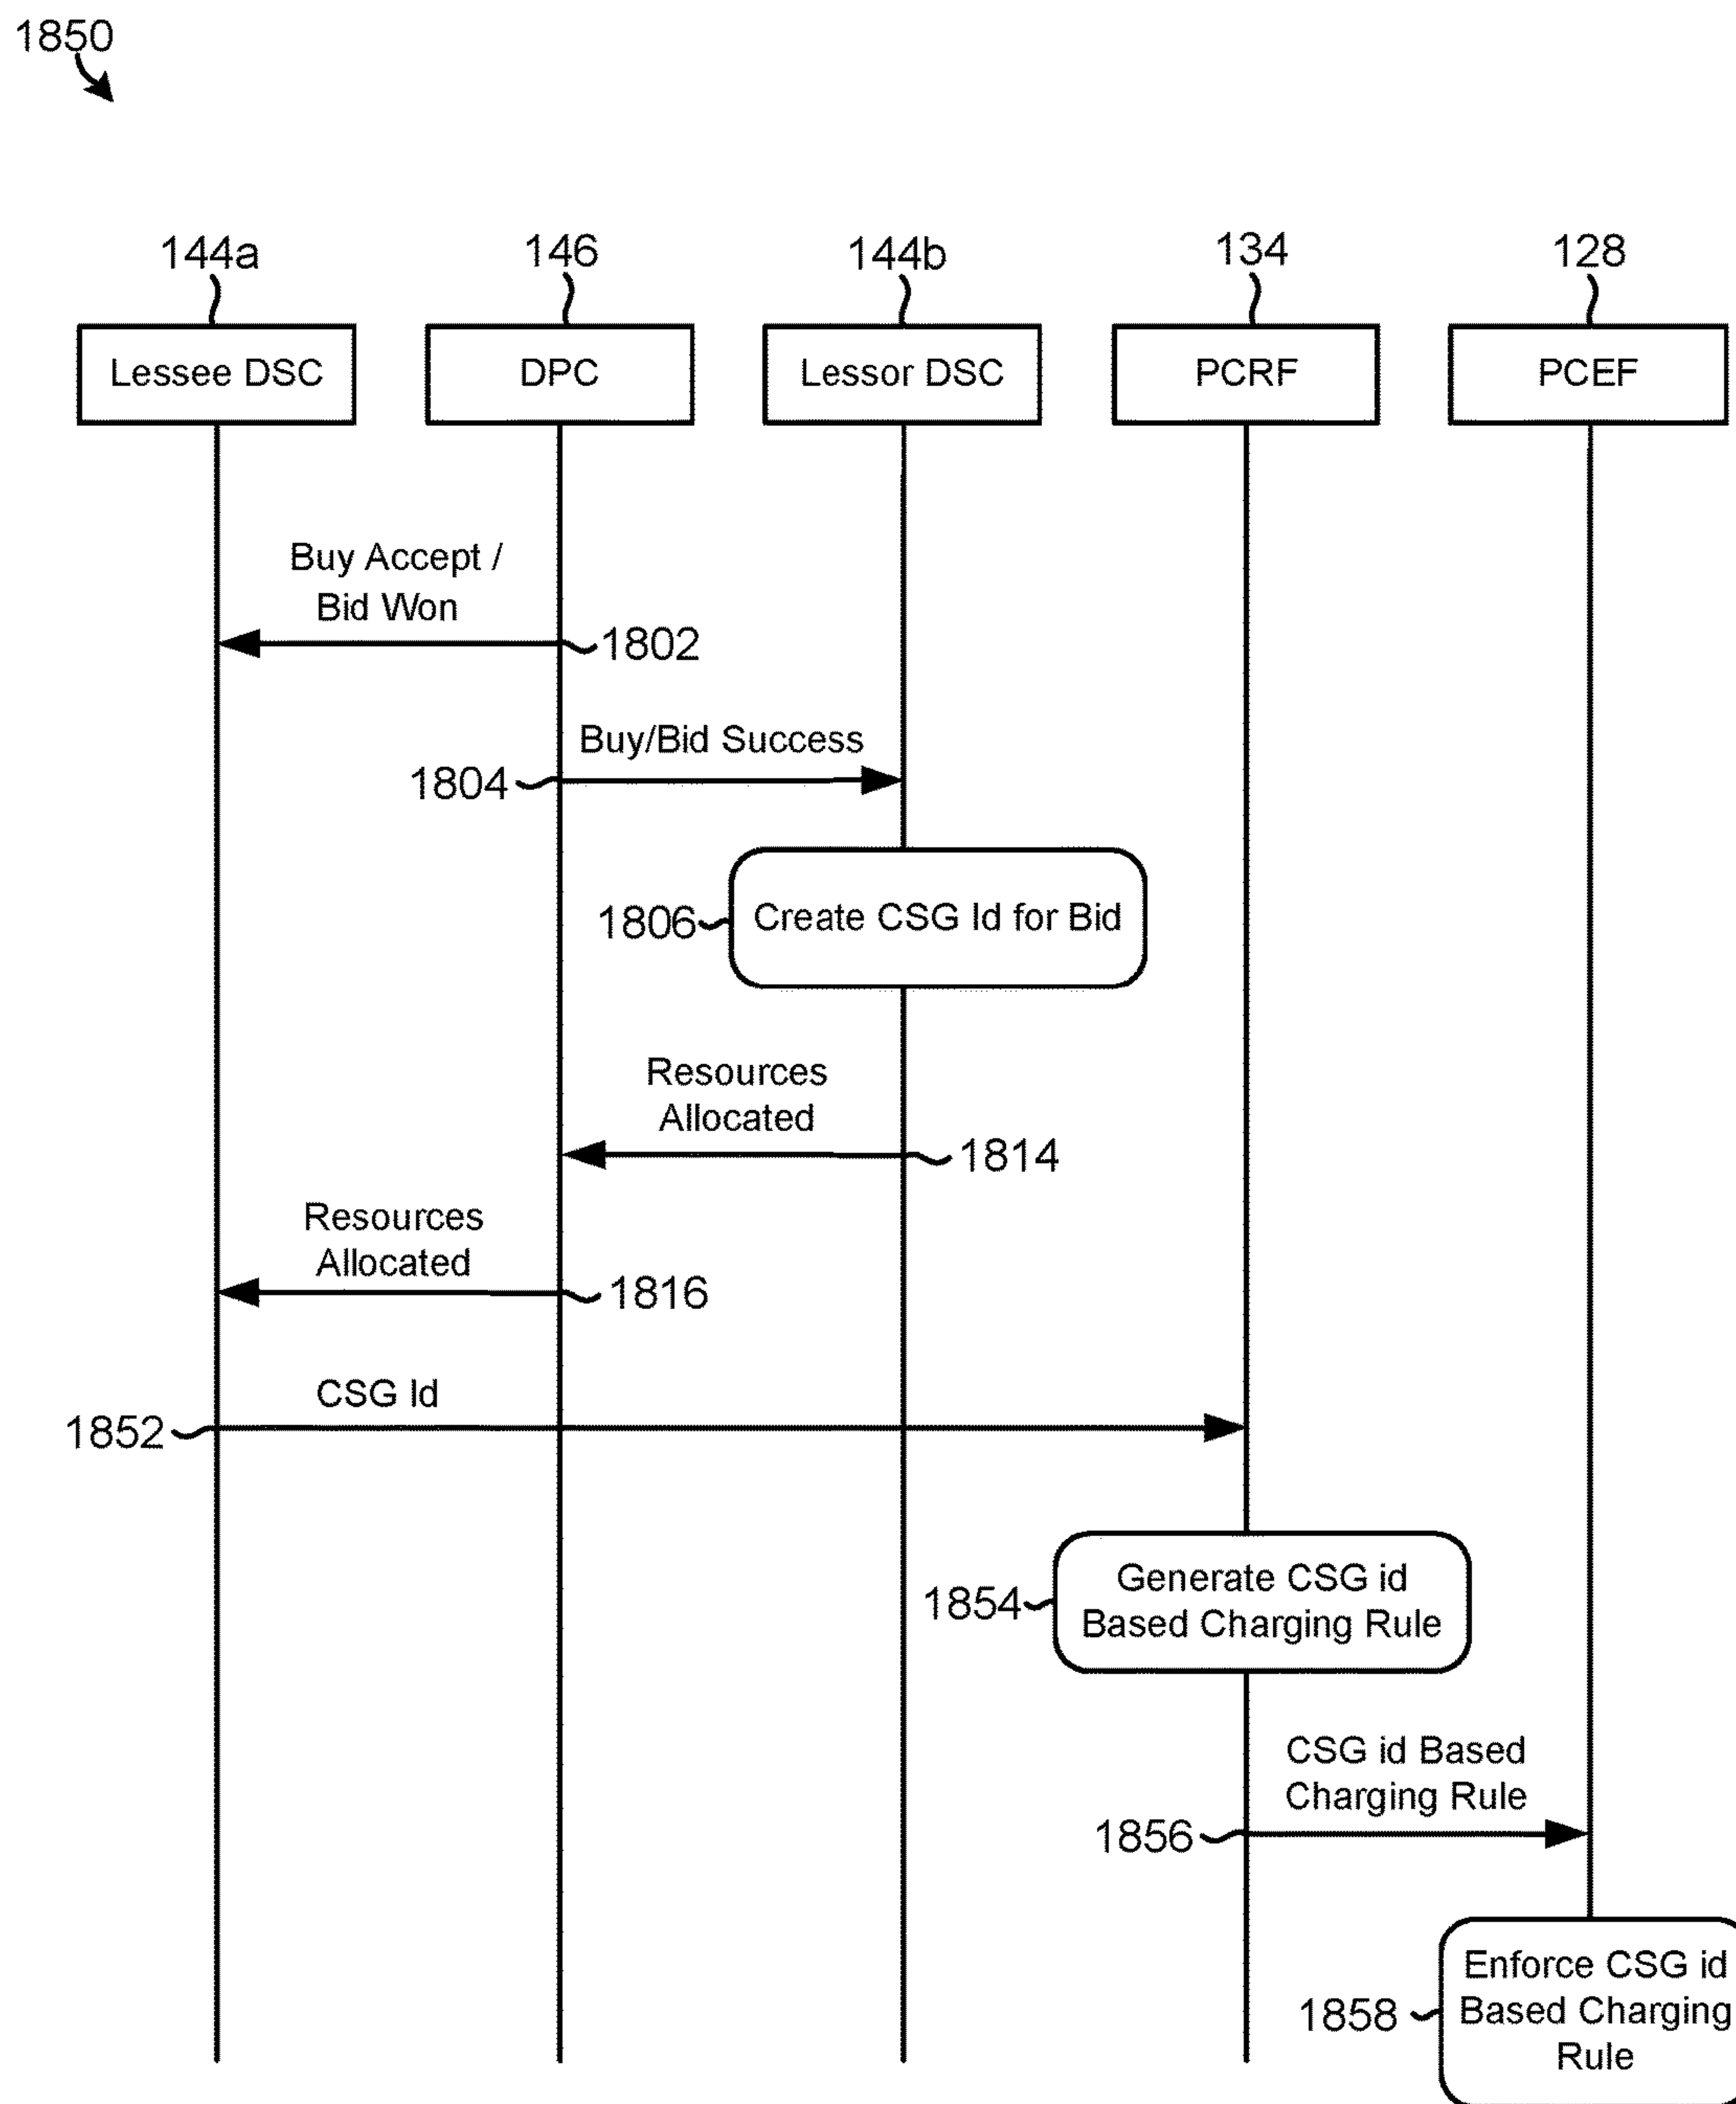 1850
144a
146
144b
134
128
Lessee DSC
DPC
Lessor DSC
PCRF
PCEF
Buy Accept /
Bid Won
1802
Buy/Bid Success
1804
1806
Create CSG Id for Bid
Resources
Allocated
1814
Resources
Allocated
1816
CSG Id
1852
Generate CSG id
Based Charging Rule
1854
CSG id Based
Charging Rule
1856
Enforce CSG id
Based Charging
Rule
1858